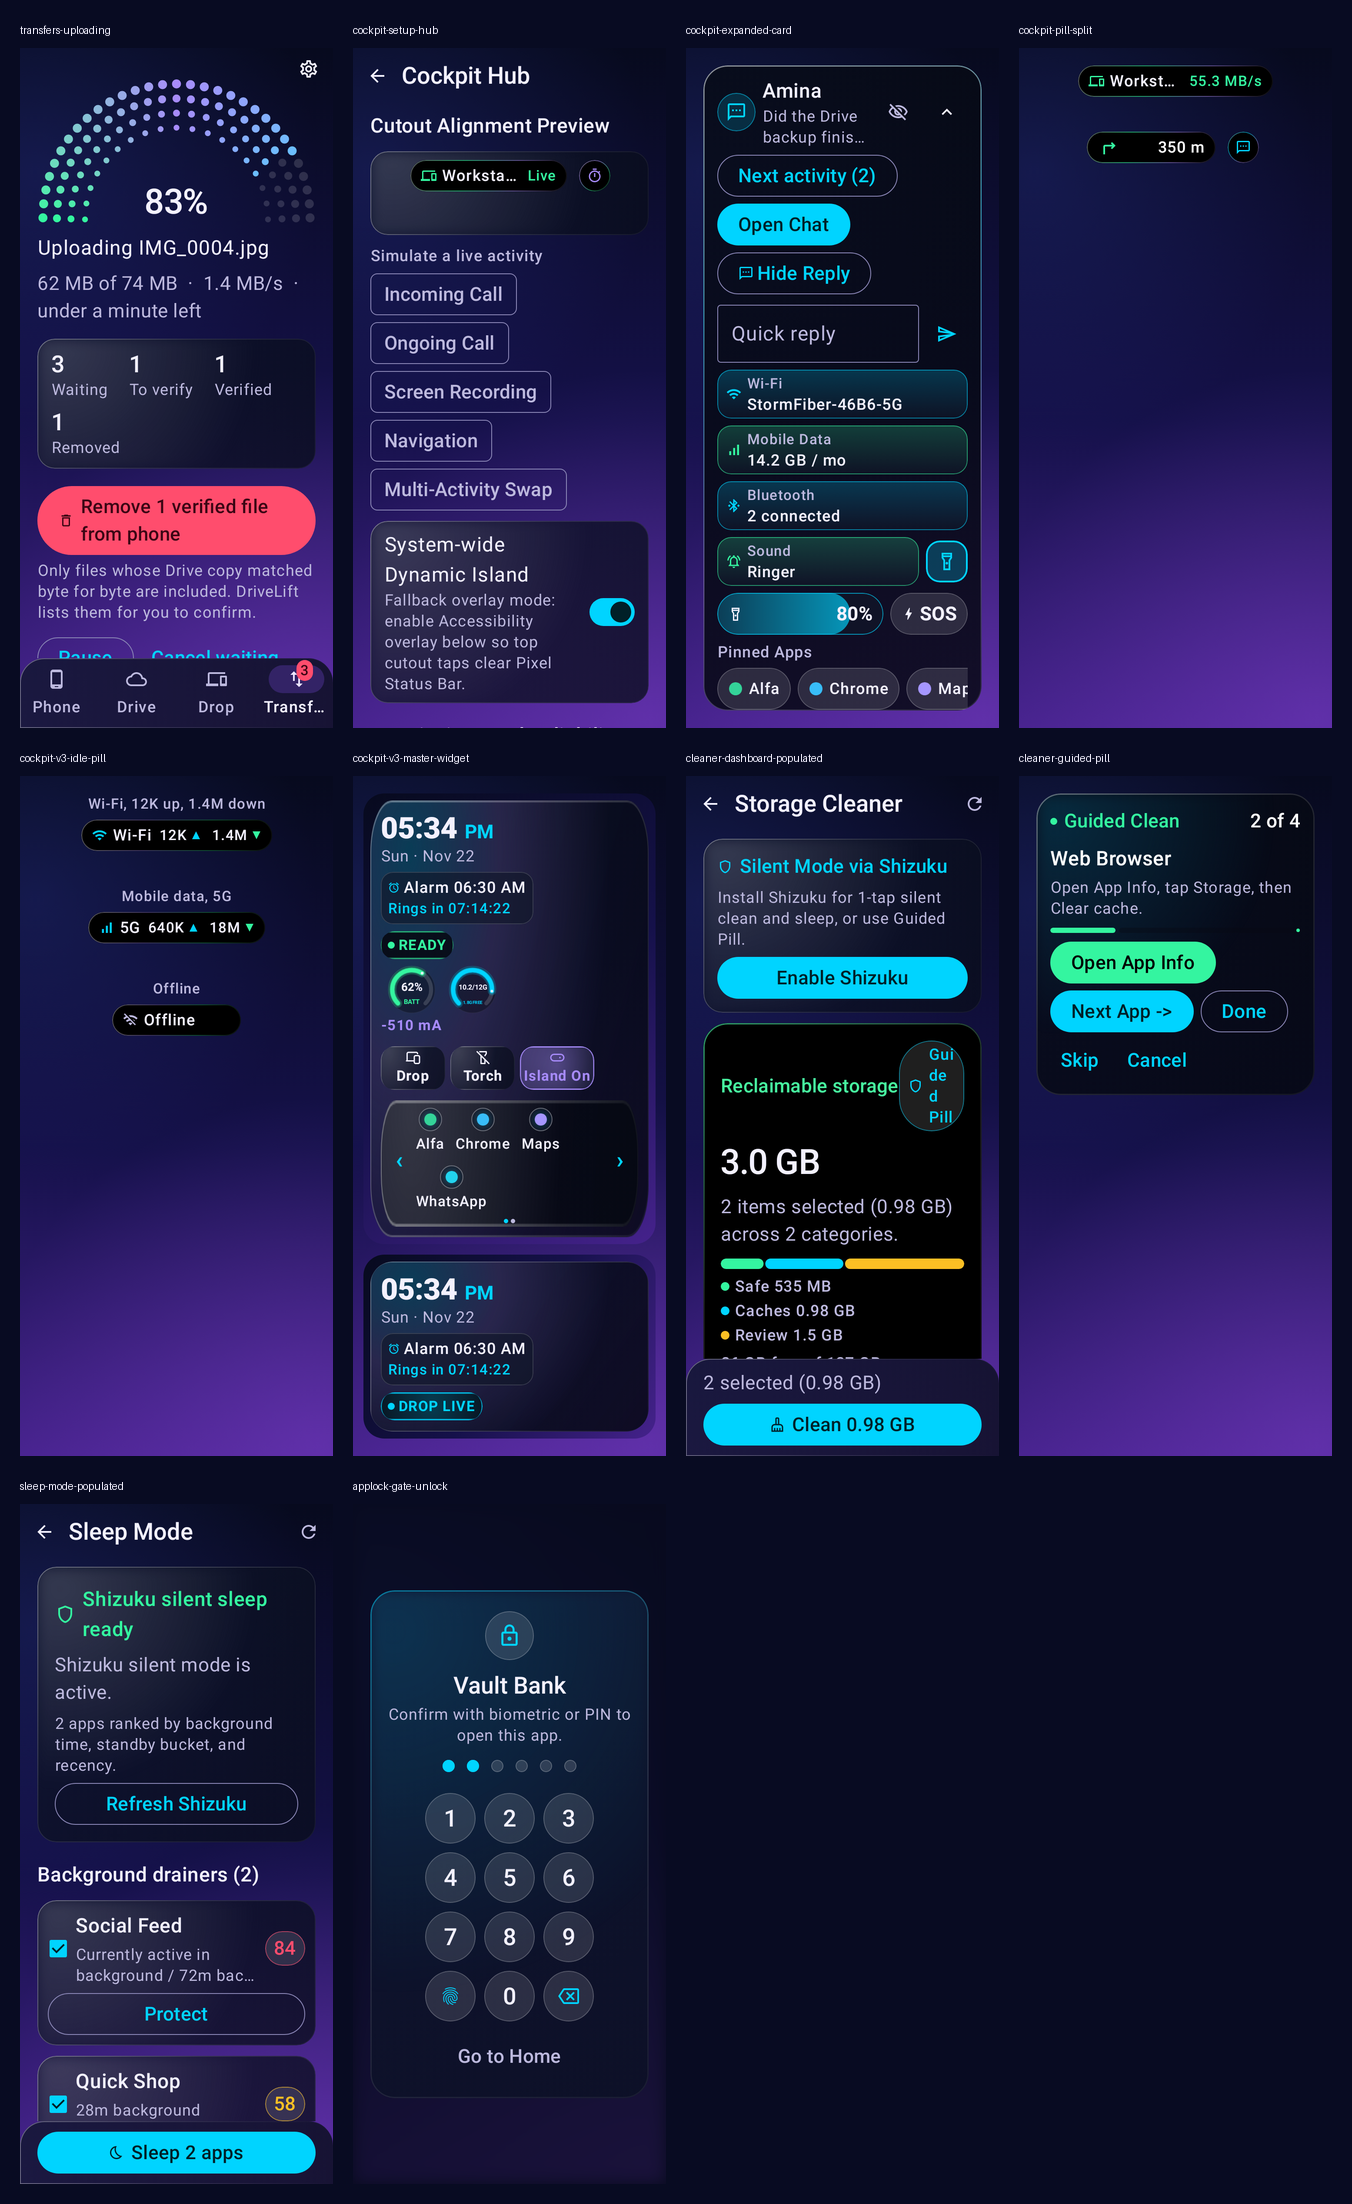 transfers-uploading
83%
Uploading IMG_0004.jpg
62 MB of 74 MB · 1.4 MB/s ·
under a minute left
3
Waiting
1
To verify
1
Verified
1
Removed
Remove 1 verified file
from phone
Only files whose Drive copy matched
byte for byte are included. DriveLift
lists them for you to confirm.
Pause
Cancel waiting
Phone
Drive
Drop
3
Transf…
cockpit-setup-hub
Cockpit Hub
Cutout Alignment Preview
Worksta… Live
Simulate a live activity
Incoming Call
Ongoing Call
Screen Recording
Navigation
Multi-Activity Swap
System-wide
Dynamic Island
Fallback overlay mode:
enable Accessibility
overlay below so top
cutout taps clear Pixel
Status Bar.
cockpit-expanded-card
Amina
Did the Drive
backup finis…
Next activity (2)
Open Chat
Hide Reply
Quick reply
Wi-Fi
StormFiber-46B6-5G
Mobile Data
14.2 GB / mo
Bluetooth
2 connected
Sound
Ringer
80%
SOS
Pinned Apps
Alfa
Chrome
Map
cockpit-pill-split
Workst… 55.3 MB/s
350 m
cockpit-v3-idle-pill
Wi-Fi, 12K up, 1.4M down
Wi-Fi 12K ▲ 1.4M ▼
Mobile data, 5G
5G 640K ▲ 18M ▼
Offline
Offline
cockpit-v3-master-widget
05:34 PM
Sun · Nov 22
Alarm 06:30 AM
Rings in 07:14:22
READY
62%
BATT
10.2/12G
-510 mA
Drop
Torch
Island On
Alfa
Chrome
Maps
WhatsApp
05:34 PM
Sun · Nov 22
Alarm 06:30 AM
Rings in 07:14:22
DROP LIVE
cleaner-dashboard-populated
Storage Cleaner
Silent Mode via Shizuku
Install Shizuku for 1-tap silent
clean and sleep, or use Guided
Pill.
Enable Shizuku
Reclaimable storage
Gui
de
d
Pill
3.0 GB
2 items selected (0.98 GB)
across 2 categories.
Safe 535 MB
Caches 0.98 GB
Review 1.5 GB
2 selected (0.98 GB)
Clean 0.98 GB
cleaner-guided-pill
Guided Clean
2 of 4
Web Browser
Open App Info, tap Storage, then
Clear cache.
Open App Info
Next App ->
Done
Skip
Cancel
sleep-mode-populated
Sleep Mode
Shizuku silent sleep
ready
Shizuku silent mode is
active.
2 apps ranked by background
time, standby bucket, and
recency.
Refresh Shizuku
Background drainers (2)
Social Feed
Currently active in
background / 72m bac…
84
Protect
Quick Shop
28m background
58
Sleep 2 apps
applock-gate-unlock
Vault Bank
Confirm with biometric or PIN to
open this app.
1 2 3
4 5 6
7 8 9
0
Go to Home